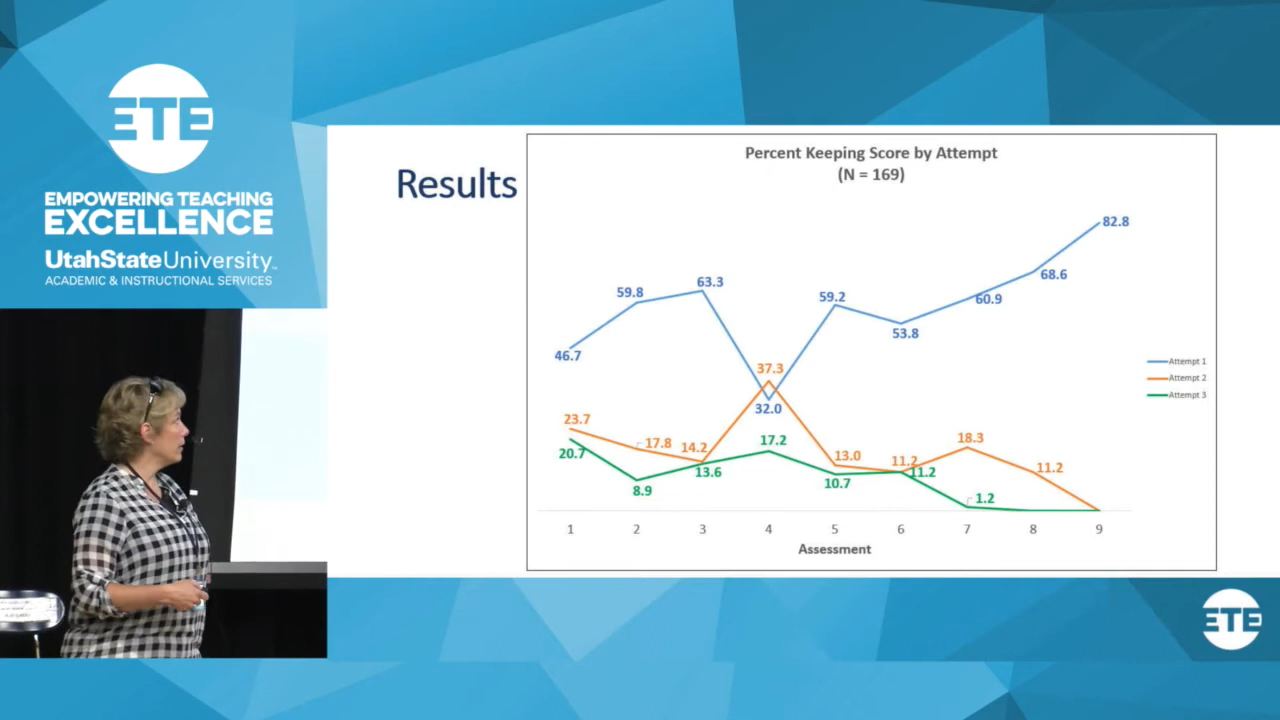 ETE
EMPOWERING TEACHING
EXCELLENCE
UtahStateUniversity
ACADEMIC & INSTRUCTIONAL SERVICES
Results
Percent Keeping Score by Attempt
(N = 169)
82.8
68.6
60.9
63.3
59.8
59.2
53.8
46.7
37.3
32.0
Attempt 1
Attempt 2
Attempt 3
23.7
17.8
14.2
17.2
13.0
11.2
18.3
11.2
20.7
8.9
13.6
10.7
11.2
1.2
1 2 3 4 5 6 7 8 9
Assessment
ETE